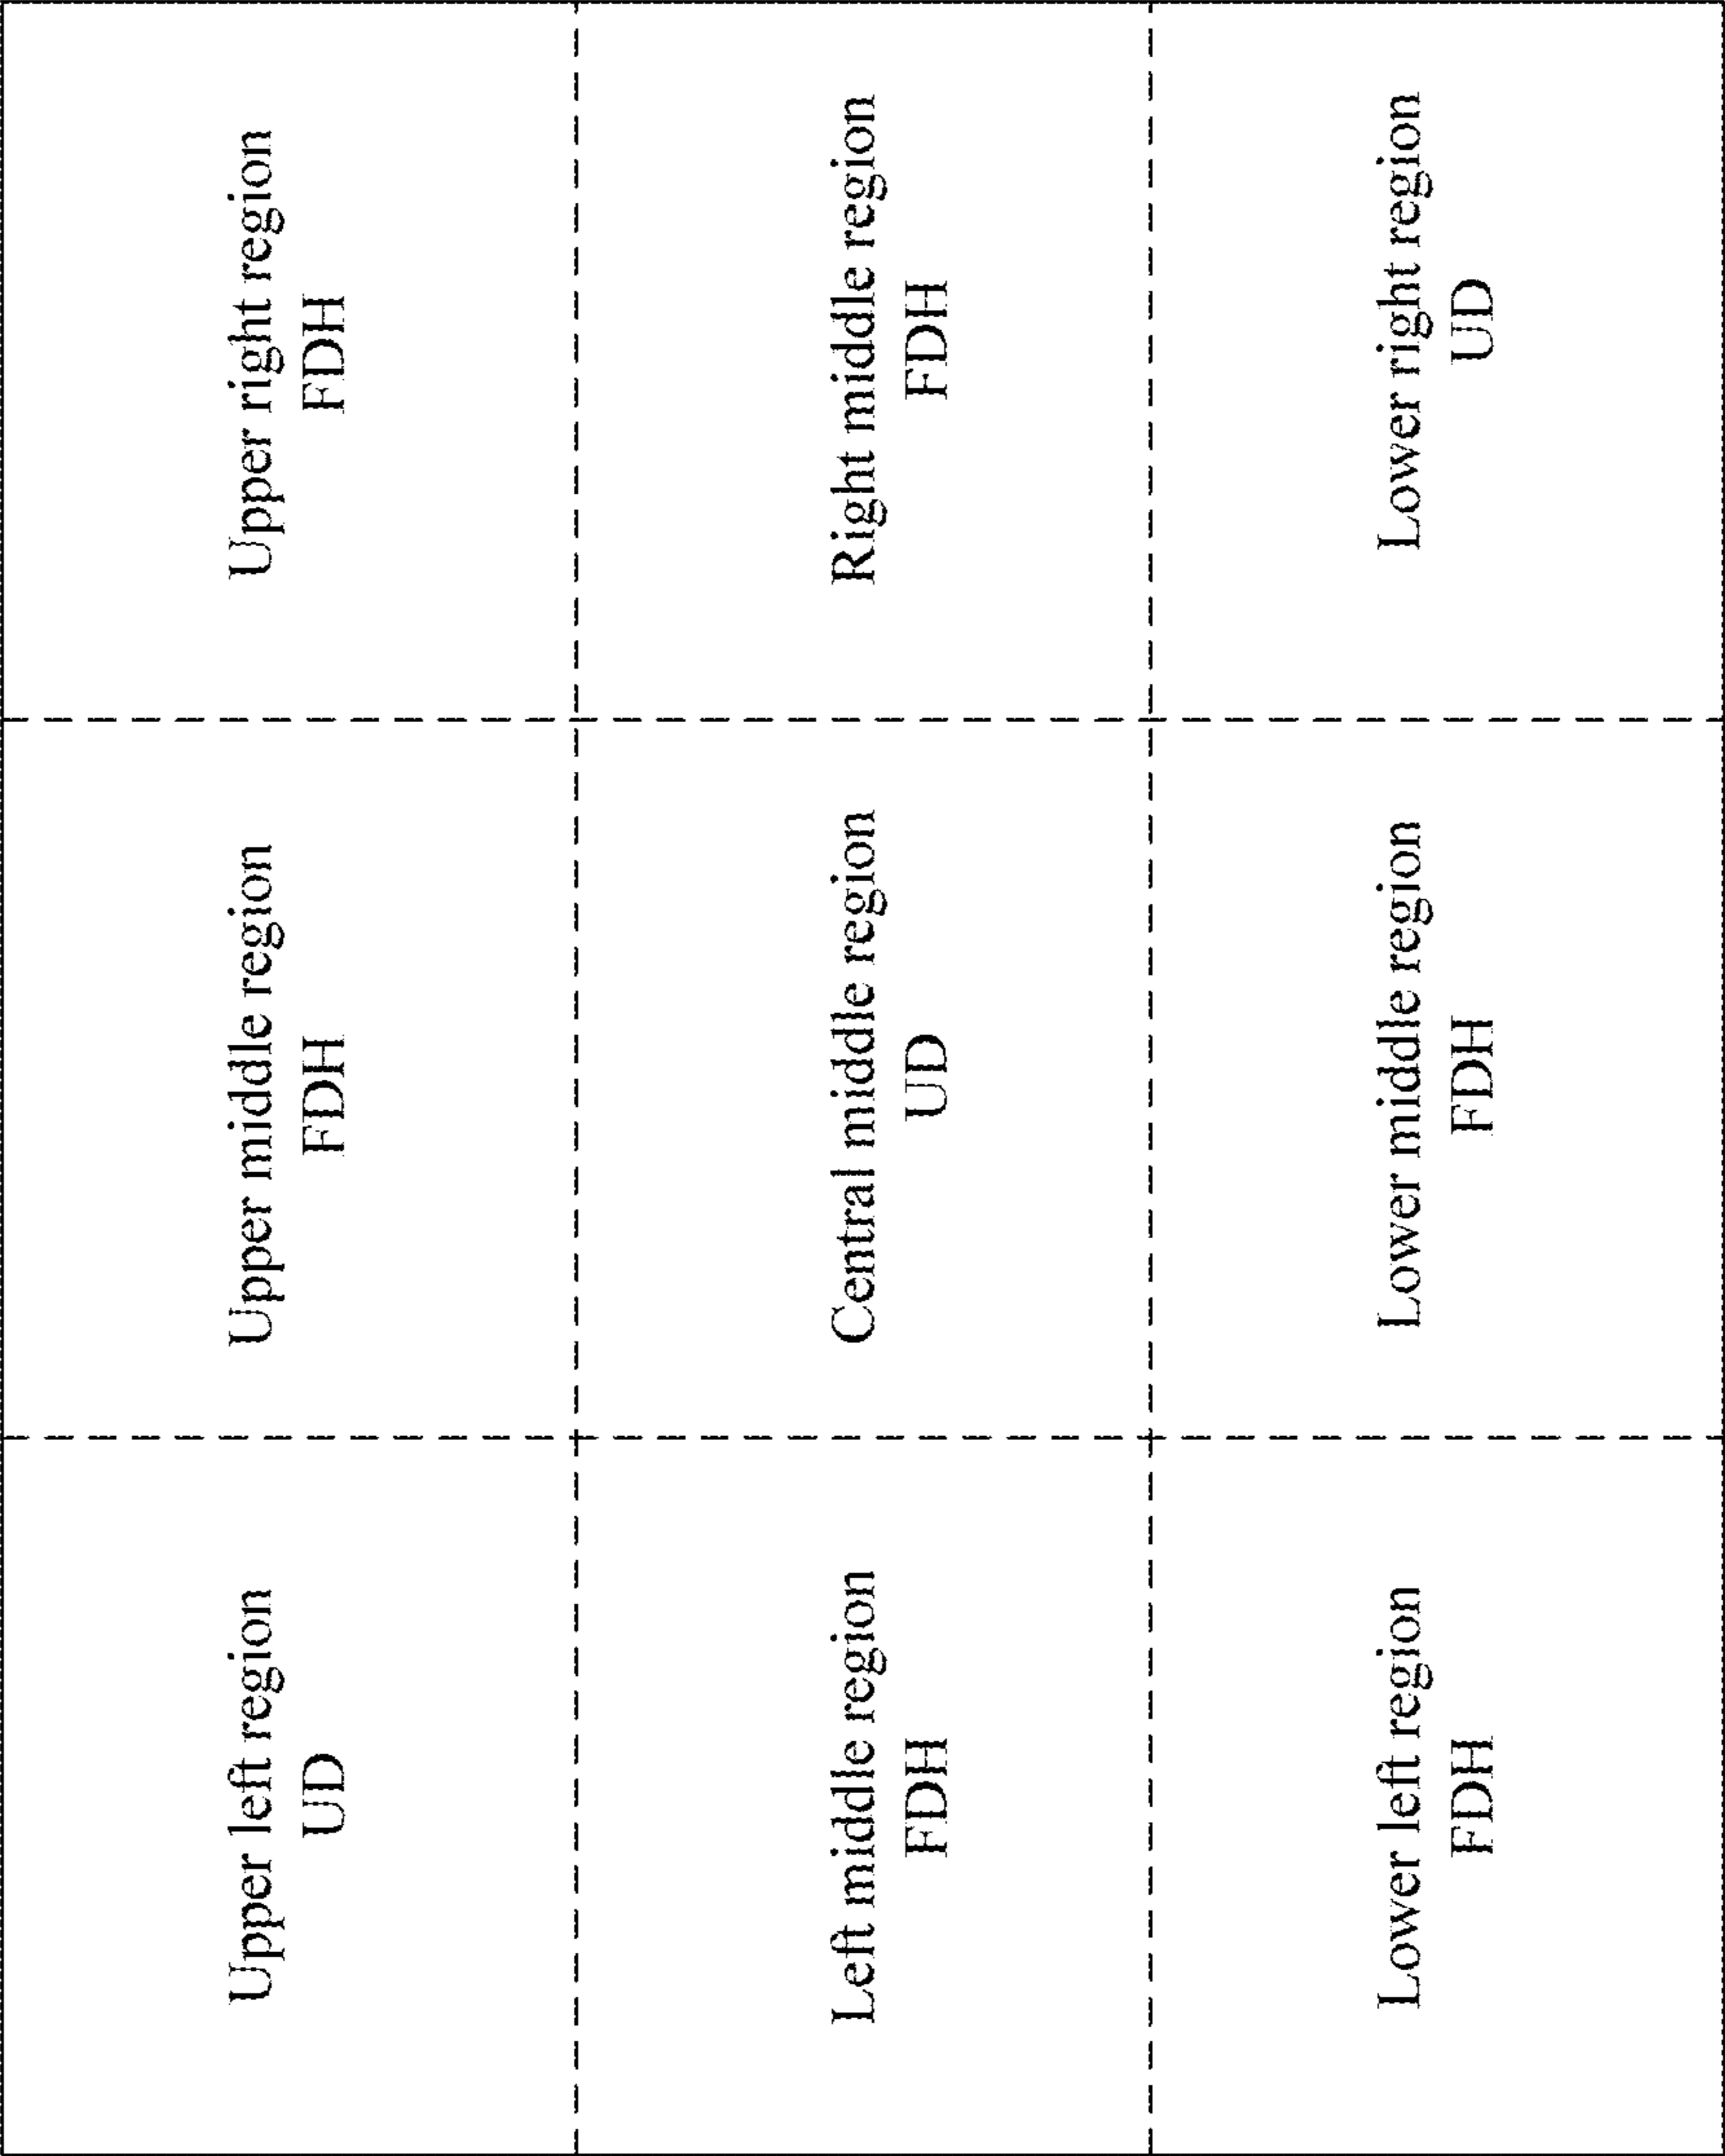 Upper left region
UD
Upper middle region
FDH
Upper right region
FDH
Left middle region
FDH
Central middle region
UD
Right middle region
FDH
Lower left region
FDH
Lower middle region
FDH
Lower right region
UD